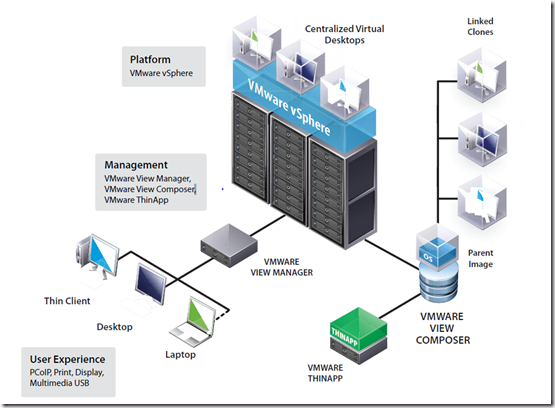 Platform
VMware vSphere
Centralized Virtual
Desktops
Linked
Clones
VMware vSphere
Management
VMware View Manager,
VMware View Composer,
VMware ThinApp
VMWARE
VIEW MANAGER
Os
Parent
Image
Thin Client
Desktop
Laptop
VMWARE
VIEW
COMPOSER
THINAPP
VMWARE
THINAPP
User Experience
PCoIP, Print, Display,
Multimedia USB